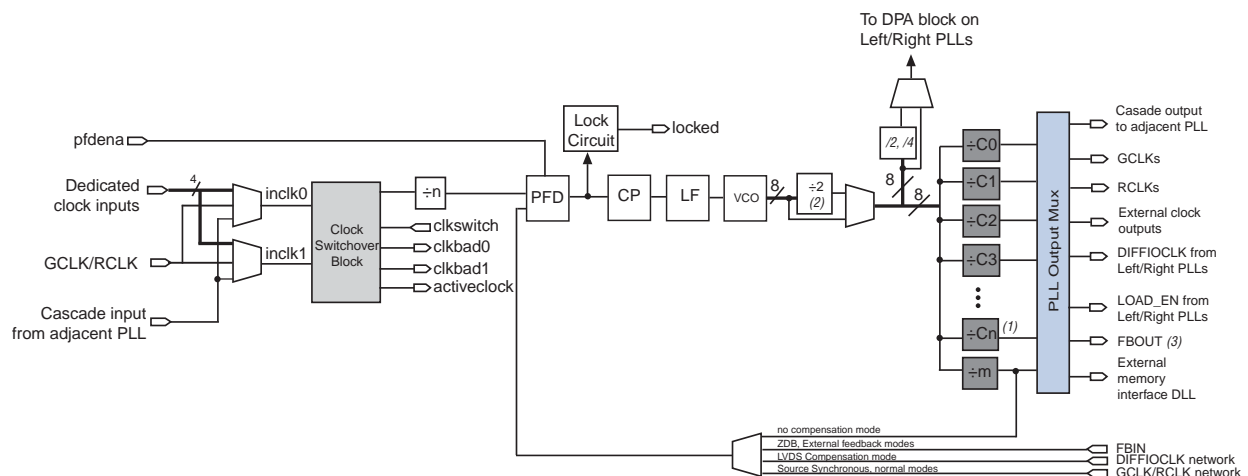 To DPA block on
Left/Right PLLs
Casade output
to adjacent PLL
pfdena
Lock
Circuit
locked
/2, /4
÷C0
GCLKs
4
Dedicated
clock inputs
inclk0
÷n
PFD
CP
LF
VCO
8
÷2
(2)
8
8
÷C1
RCLKs
÷C2
External clock
outputs
Clock
Switchover
Block
clkswitch
clkbad0
clkbad1
activeclock
GCLK/RCLK
inclk1
÷C3
DIFFIOCLK from
Left/Right PLLs
PLL Output Mux
Cascade input
from adjacent PLL
LOAD_EN from
Left/Right PLLs
÷Cn
(1)
FBOUT (3)
÷m
External
memory
interface DLL
no compensation mode
ZDB, External feedback modes
FBIN
LVDS Compensation mode
DIFFIOCLK network
Source Synchronous, normal modes
GCLK/RCLK network